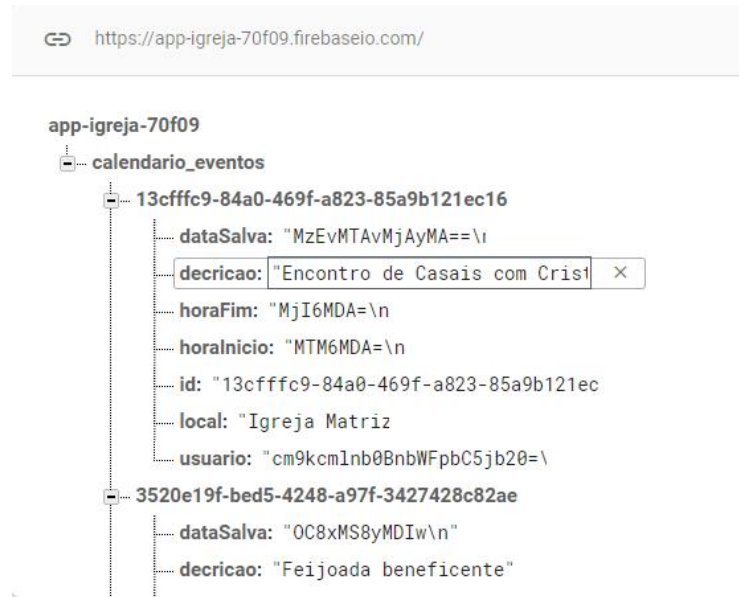 https://app-igreja-70f09.firebaseio.com/
app-igreja-70f09
calendario_eventos
13cfffc9-84a0-469f-a823-85a9b121ec16
dataSalva: "MzEvMTAvMjAyMA==\
decricao: "Encontro de Casais com Crist
horaFim: "MjI6MDA=\n
horaInicio: "MTM6MDA=\n
id: "13cfffc9-84a0-469f-a823-85a9b121ec
local: "Igreja Matriz
usuario: "cm9kcmlnb0BnbWFpbC5jb20=\
3520e19f-bed5-4248-a97f-3427428c82ae
dataSalva: "OC8xMS8yMDIw\n"
decricao: "Feijoada beneficente"